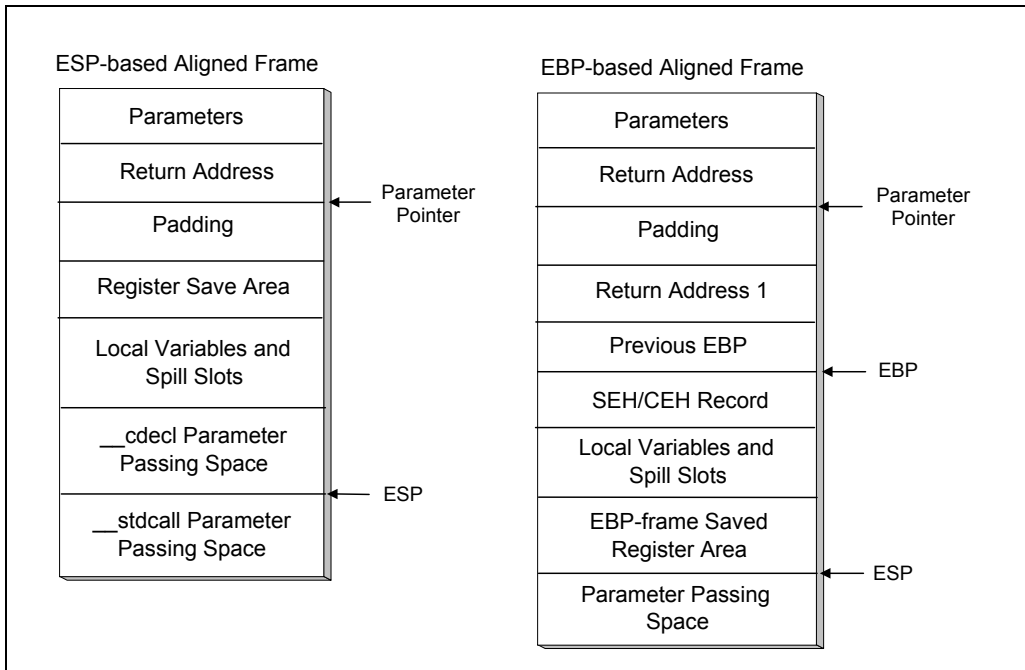 ESP-based Aligned Frame
Parameters
Return Address
Parameter
Pointer
Padding
Register Save Area
Local Variables and
Spill Slots
__cdecl Parameter
Passing Space
ESP
__stdcall Parameter
Passing Space
EBP-based Aligned Frame
Parameters
Return Address
Parameter
Pointer
Padding
Return Address 1
Previous EBP
EBP
SEH/CEH Record
Local Variables and
Spill Slots
EBP-frame Saved
Register Area
ESP
Parameter Passing
Space